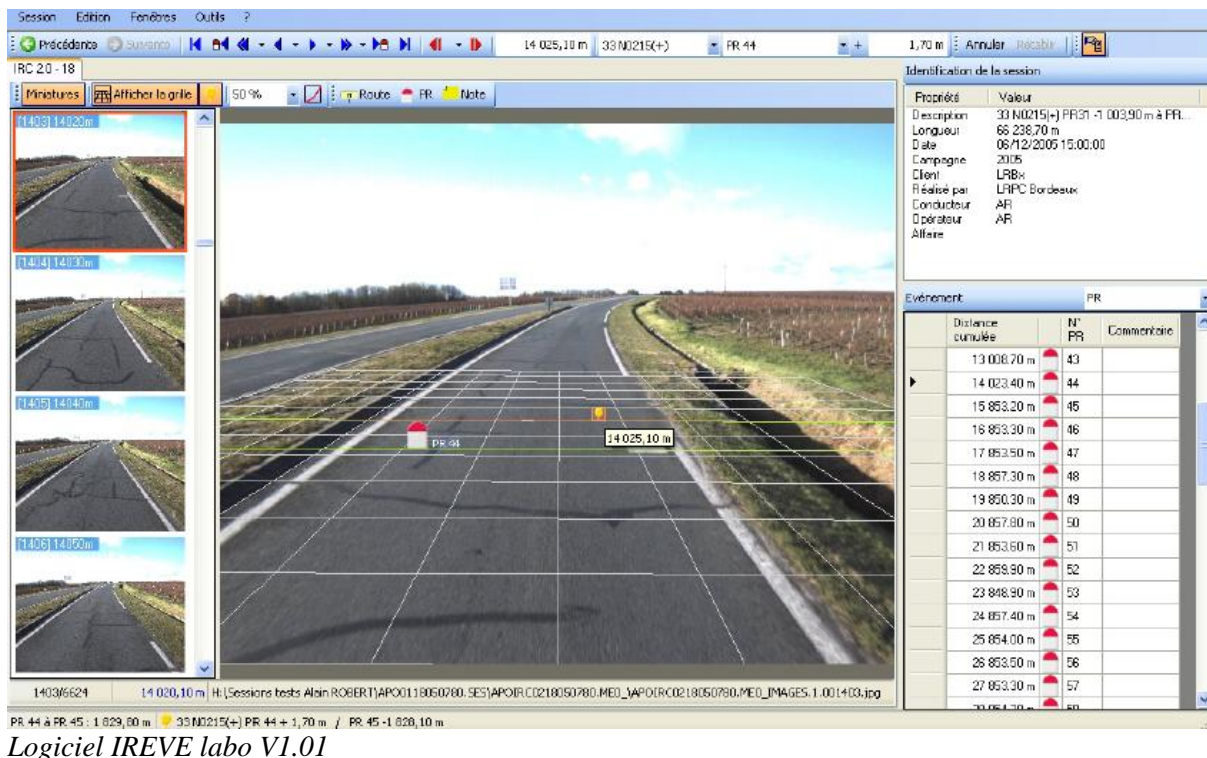 Session Edition Fenêtres Outils ?
Précédente Suivante 14 025,10 m 33 N0215(+) PR 44 + 1,70 m Annuler Rétablir
IRC 2.0 - 18
Miniatures Afficher la grille 50 % Route PR Note
[1403] 14020m
[1404] 14030m
[1405] 14040m
[1406] 14050m
PR 44
14 025,10 m
1403/6624 14 020,10 m H:\Sessions tests Alain ROBERT\APO0118050780.SES\APOIRC0218050780.ME0_\APOIRC0218050780.ME0_IMAGES.1.001403.jpg
PR 44 à PR 45 : 1 829,80 m 33 N0215(+) PR 44 + 1,70 m / PR 45 -1 828,10 m
Identification de la session
Propriété Valeur
Description 33 N0215(+) PR31 -1 003,90 m à PR...
Longueur 66 238,70 m
Date 06/12/2005 15:00:00
Campagne 2005
Client LRBx
Réalisé par LRPC Bordeaux
Conducteur AR
Opérateur AR
Affaire
Evénement PR
Distance cumulée N° PR Commentaire
13 008.70 m 43
14 023.40 m 44
15 853.20 m 45
16 853.30 m 46
17 853.50 m 47
18 857.30 m 48
19 850.30 m 49
20 857.80 m 50
21 853.60 m 51
22 859.90 m 52
23 848.90 m 53
24 857.40 m 54
25 854.00 m 55
26 853.50 m 56
27 853.30 m 57
Logiciel IREVE labo V1.01